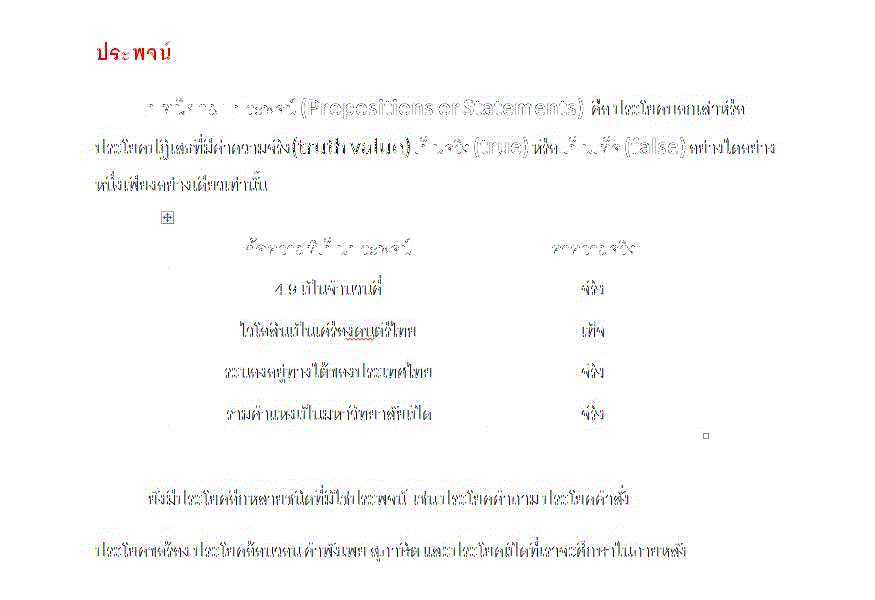 ประพจน์
บทนิยาม ประพจน์ (Propositions or Statements) คือ ประโยคบอกเล่าหรือ
ประโยคปฏิเสธที่มีค่าความจริง(truth value) เป็นจริง (true) หรือ เป็นเท็จ (false) อย่างใดอย่าง
หนึ่งเพียงอย่างเดียวเท่านั้น
ข้อความที่เป็นประพจน์ ค่าความจริง
4.9 เป็นจำนวนคี่ จริง
ไวโอลินเป็นเครื่องดนตรีไทย เท็จ
ระนองอยู่ทางใต้ของประเทศไทย จริง
รามคำแหงเป็นมหาวิทยาลัยเปิด จริง
ยังมีประโยคอีกหลายชนิดที่มิใช่ประพจน์ เช่น ประโยคคำถาม ประโยคคำสั่ง
ประโยคขอร้อง ประโยคอ้อนวอน คำพังเพย สุภาษิต และประโยคเปิดที่เราจะศึกษาในภายหลัง